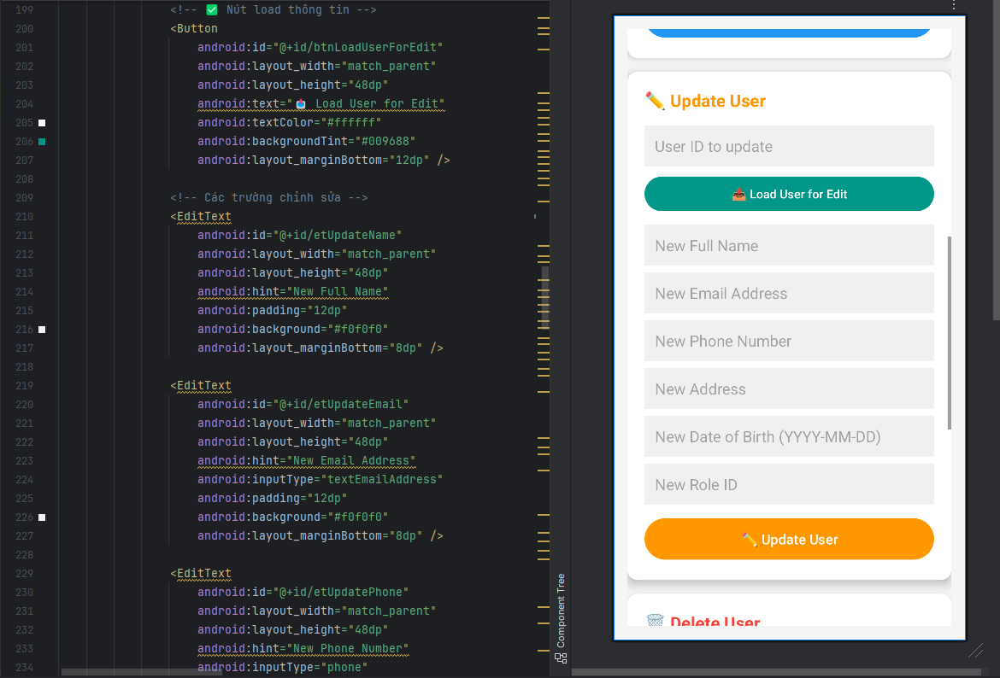 199 <!-- ✅ Nút load thông tin -->
200 <Button
201 android:id="@+id/btnLoadUserForEdit"
202 android:layout_width="match_parent"
203 android:layout_height="48dp"
204 android:text="📥 Load User for Edit"
205 android:textColor="#ffffff"
206 android:backgroundTint="#009688"
207 android:layout_marginBottom="12dp" />
208
209 <!-- Các trường chỉnh sửa -->
210 <EditText
211 android:id="@+id/etUpdateName"
212 android:layout_width="match_parent"
213 android:layout_height="48dp"
214 android:hint="New Full Name"
215 android:padding="12dp"
216 android:background="#f0f0f0"
217 android:layout_marginBottom="8dp" />
218
219 <EditText
220 android:id="@+id/etUpdateEmail"
221 android:layout_width="match_parent"
222 android:layout_height="48dp"
223 android:hint="New Email Address"
224 android:inputType="textEmailAddress"
225 android:padding="12dp"
226 android:background="#f0f0f0"
227 android:layout_marginBottom="8dp" />
228
229 <EditText
230 android:id="@+id/etUpdatePhone"
231 android:layout_width="match_parent"
232 android:layout_height="48dp"
233 android:hint="New Phone Number"
234 android:inputType="phone"
Component Tree
✏️ Update User
User ID to update
📥 Load User for Edit
New Full Name
New Email Address
New Phone Number
New Address
New Date of Birth (YYYY-MM-DD)
New Role ID
✏️ Update User
🗑️ Delete User